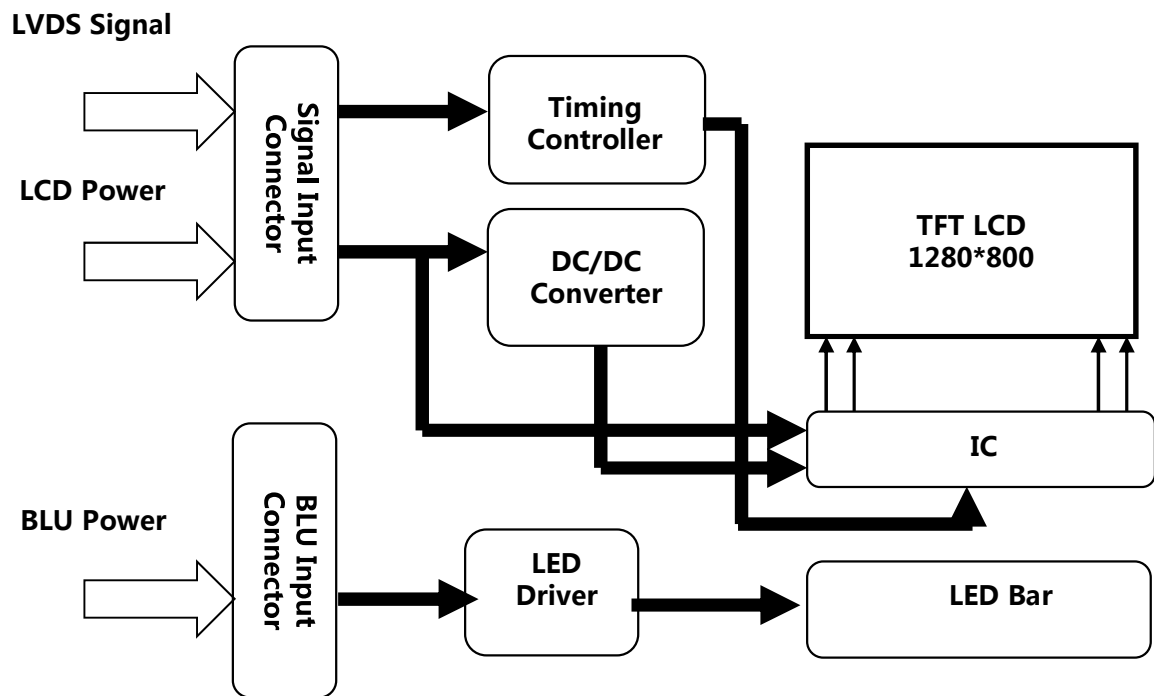 LVDS Signal
Signal Input
Connector
Timing
Controller
LCD Power
TFT LCD
1280*800
DC/DC
Converter
IC
BLU Power
BLU Input
Connector
LED
Driver
LED Bar